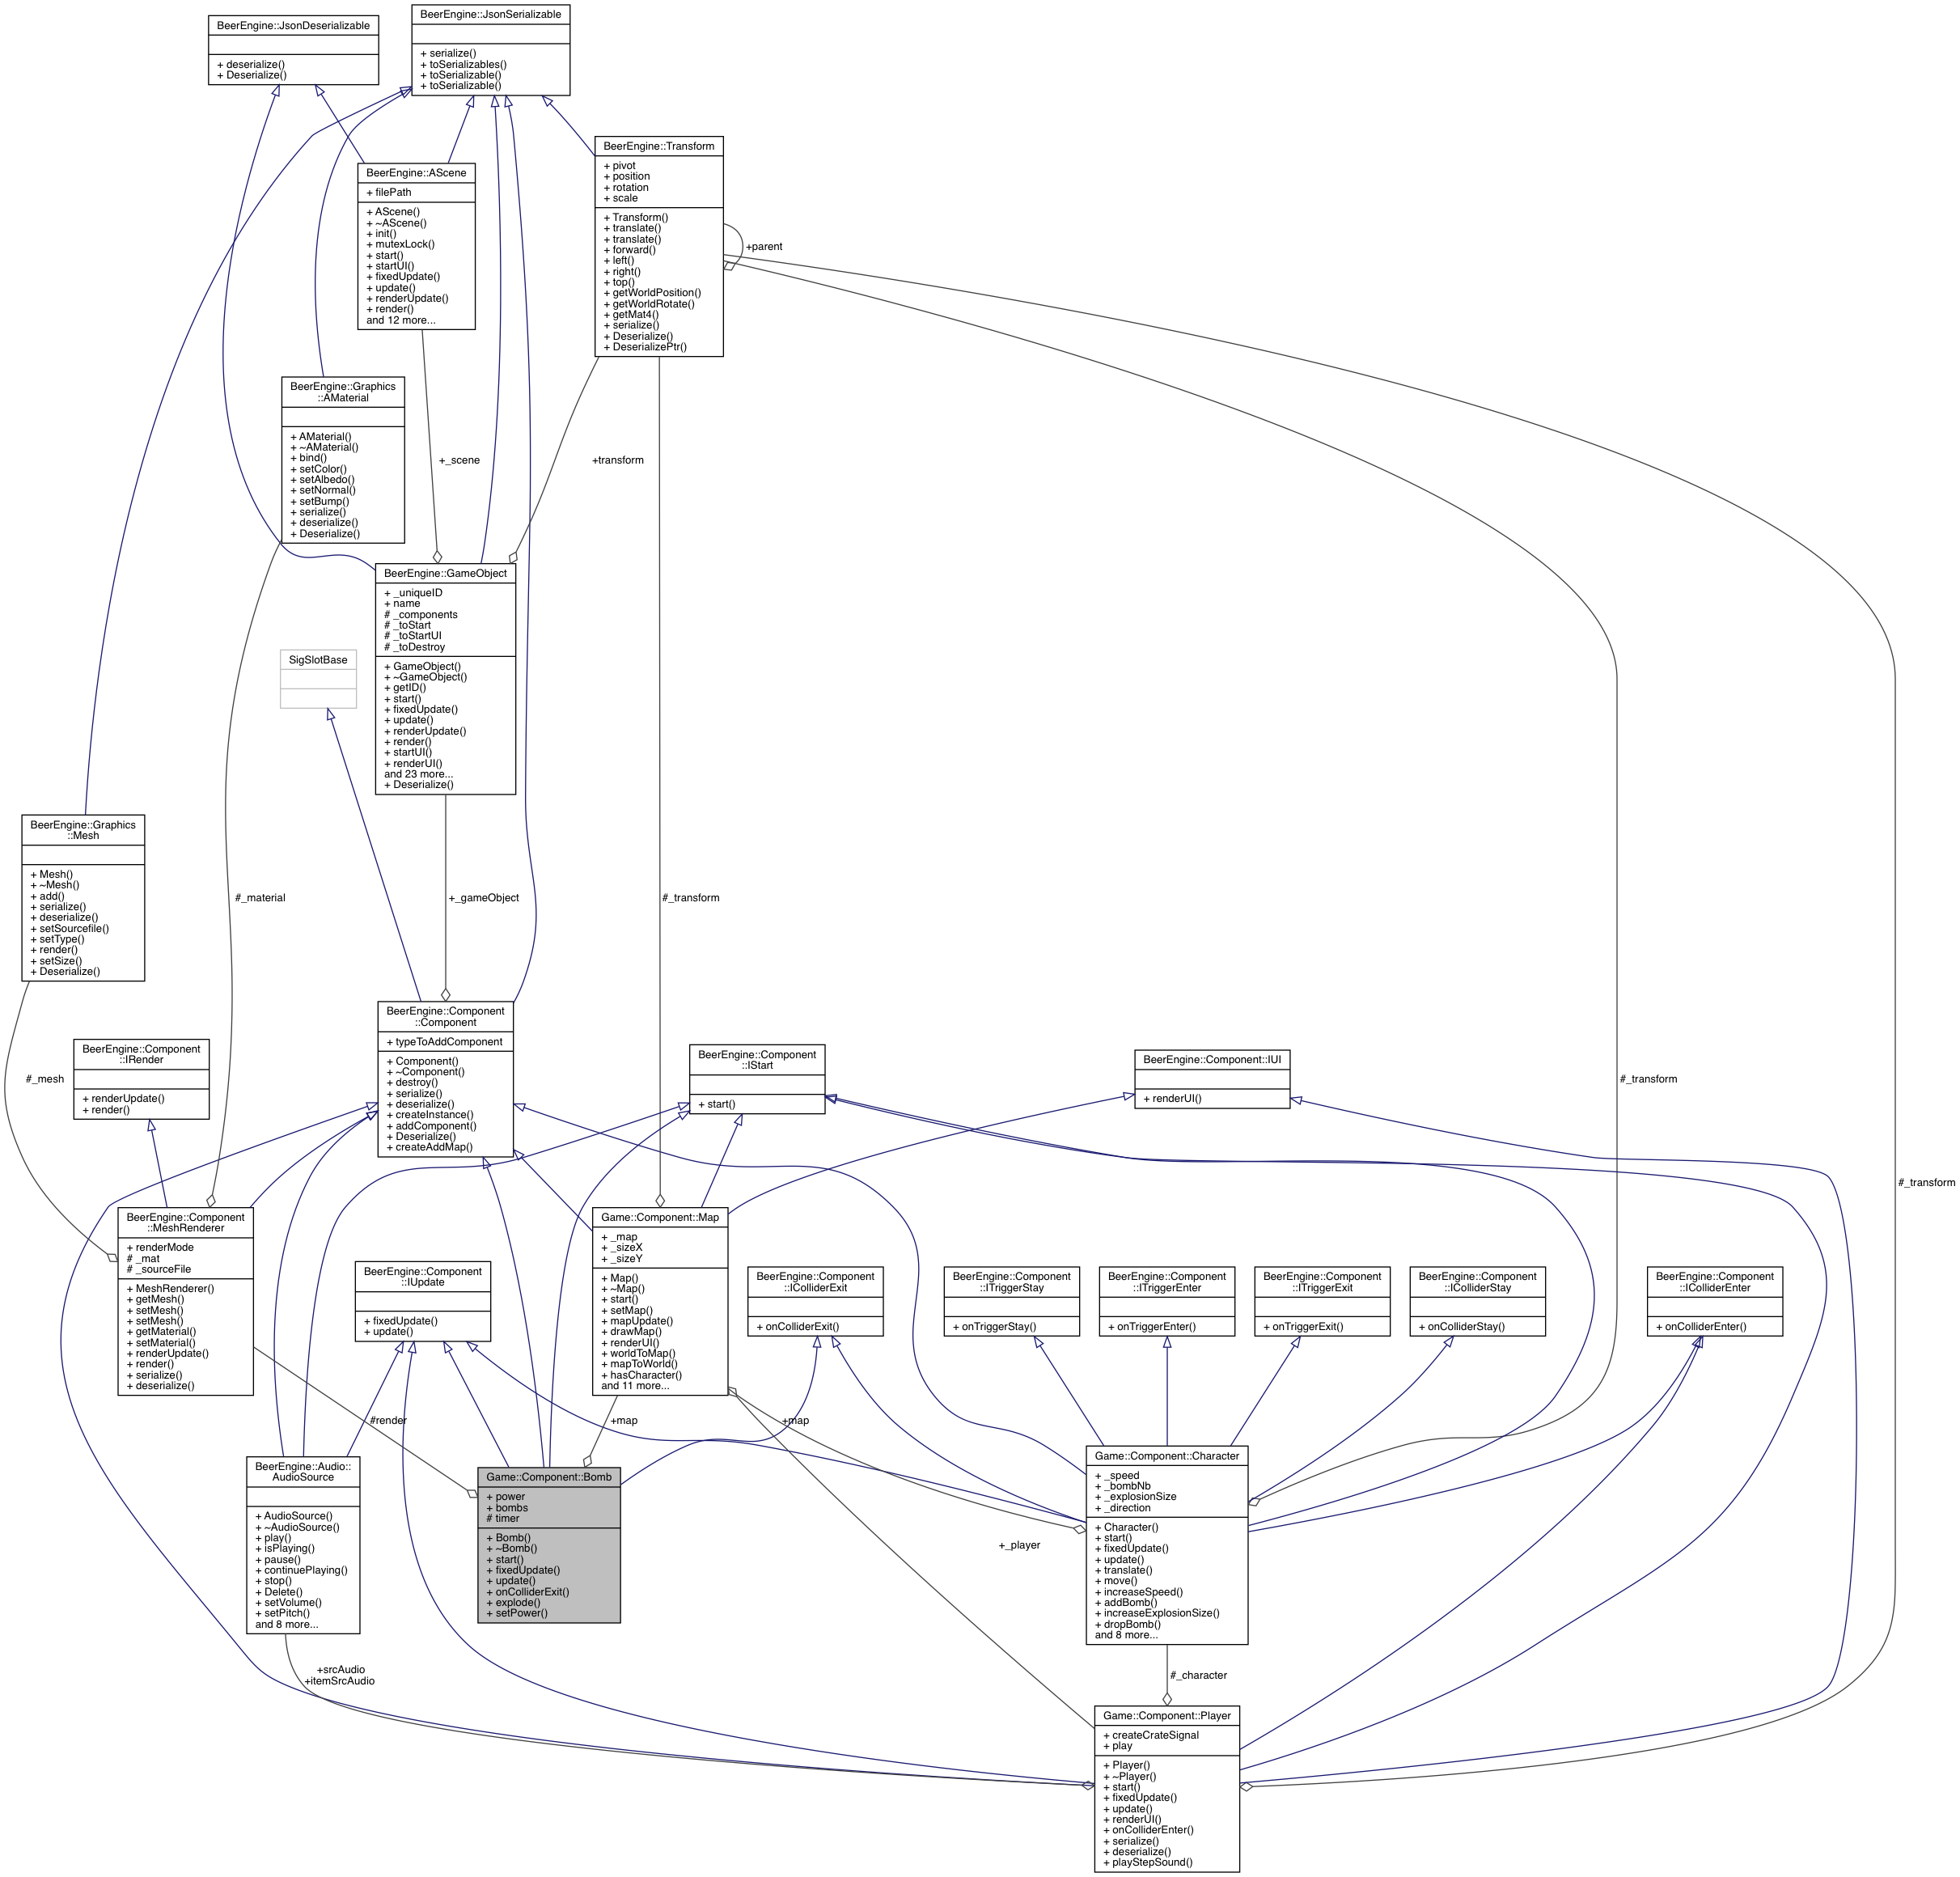 BeerEngine::JsonDeserializable
+ deserialize()
+ Deserialize()
BeerEngine::JsonSerializable
+ serialize()
+ toSerializables()
+ toSerializable()
+ toSerializable()
BeerEngine::Transform
+ pivot
+ position
+ rotation
+ scale
+ Transform()
+ translate()
+ translate()
+ forward()
+ left()
+ right()
+ top()
+ getWorldPosition()
+ getWorldRotate()
+ getMat4()
+ serialize()
+ Deserialize()
+ DeserializePtr()
+parent
BeerEngine::AScene
+ filePath
+ AScene()
+ ~AScene()
+ init()
+ mutexLock()
+ start()
+ startUI()
+ fixedUpdate()
+ update()
+ renderUpdate()
+ render()
and 12 more...
BeerEngine::Graphics
::AMaterial
+ AMaterial()
+ ~AMaterial()
+ bind()
+ setColor()
+ setAlbedo()
+ setNormal()
+ setBump()
+ serialize()
+ deserialize()
+ Deserialize()
+_scene
+transform
BeerEngine::GameObject
+ _uniqueID
+ name
# _components
# _toStart
# _toStartUI
# _toDestroy
+ GameObject()
+ ~GameObject()
+ getID()
+ start()
+ fixedUpdate()
+ update()
+ renderUpdate()
+ render()
+ startUI()
+ renderUI()
and 23 more...
+ Deserialize()
SigSlotBase
BeerEngine::Graphics
::Mesh
+ Mesh()
+ ~Mesh()
+ add()
+ serialize()
+ deserialize()
+ setSourcefile()
+ setType()
+ render()
+ setSize()
+ Deserialize()
#_material
+_gameObject
#_transform
BeerEngine::Component
::Component
+ typeToAddComponent
+ Component()
+ ~Component()
+ destroy()
+ serialize()
+ deserialize()
+ createInstance()
+ addComponent()
+ Deserialize()
+ createAddMap()
BeerEngine::Component
::IRender
+ renderUpdate()
+ render()
#_mesh
BeerEngine::Component
::IStart
+ start()
BeerEngine::Component::IUI
+ renderUI()
#_transform
#_transform
BeerEngine::Component
::MeshRenderer
+ renderMode
# _mat
# _sourceFile
+ MeshRenderer()
+ getMesh()
+ setMesh()
+ setMesh()
+ getMaterial()
+ setMaterial()
+ renderUpdate()
+ render()
+ serialize()
+ deserialize()
BeerEngine::Component
::IUpdate
+ fixedUpdate()
+ update()
Game::Component::Map
+ _map
+ _sizeX
+ _sizeY
+ Map()
+ ~Map()
+ start()
+ setMap()
+ mapUpdate()
+ drawMap()
+ renderUI()
+ worldToMap()
+ mapToWorld()
+ hasCharacter()
and 11 more...
BeerEngine::Component
::IColliderExit
+ onColliderExit()
BeerEngine::Component
::ITriggerStay
+ onTriggerStay()
BeerEngine::Component
::ITriggerEnter
+ onTriggerEnter()
BeerEngine::Component
::ITriggerExit
+ onTriggerExit()
BeerEngine::Component
::IColliderStay
+ onColliderStay()
BeerEngine::Component
::IColliderEnter
+ onColliderEnter()
#render
+map
+map
BeerEngine::Audio::
AudioSource
+ AudioSource()
+ ~AudioSource()
+ play()
+ isPlaying()
+ pause()
+ continuePlaying()
+ stop()
+ Delete()
+ setVolume()
+ setPitch()
and 8 more...
Game::Component::Bomb
+ power
+ bombs
# timer
+ Bomb()
+ ~Bomb()
+ start()
+ fixedUpdate()
+ update()
+ onColliderExit()
+ explode()
+ setPower()
Game::Component::Character
+ _speed
+ _bombNb
+ _explosionSize
+ _direction
+ Character()
+ start()
+ fixedUpdate()
+ update()
+ translate()
+ move()
+ increaseSpeed()
+ addBomb()
+ increaseExplosionSize()
+ dropBomb()
and 8 more...
+_player
+srcAudio
+itemSrcAudio
#_character
Game::Component::Player
+ createCrateSignal
+ play
+ Player()
+ ~Player()
+ start()
+ fixedUpdate()
+ update()
+ renderUI()
+ onColliderEnter()
+ serialize()
+ deserialize()
+ playStepSound()